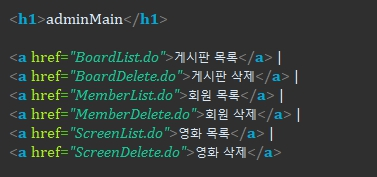 <h1>adminMain</h1>
<a href="BoardList.do">게시판 목록</a> |
<a href="BoardDelete.do">게시판 삭제</a> |
<a href="MemberList.do">회원 목록</a> |
<a href="MemberDelete.do">회원 삭제</a> |
<a href="ScreenList.do">영화 목록</a> |
<a href="ScreenDelete.do">영화 삭제</a>